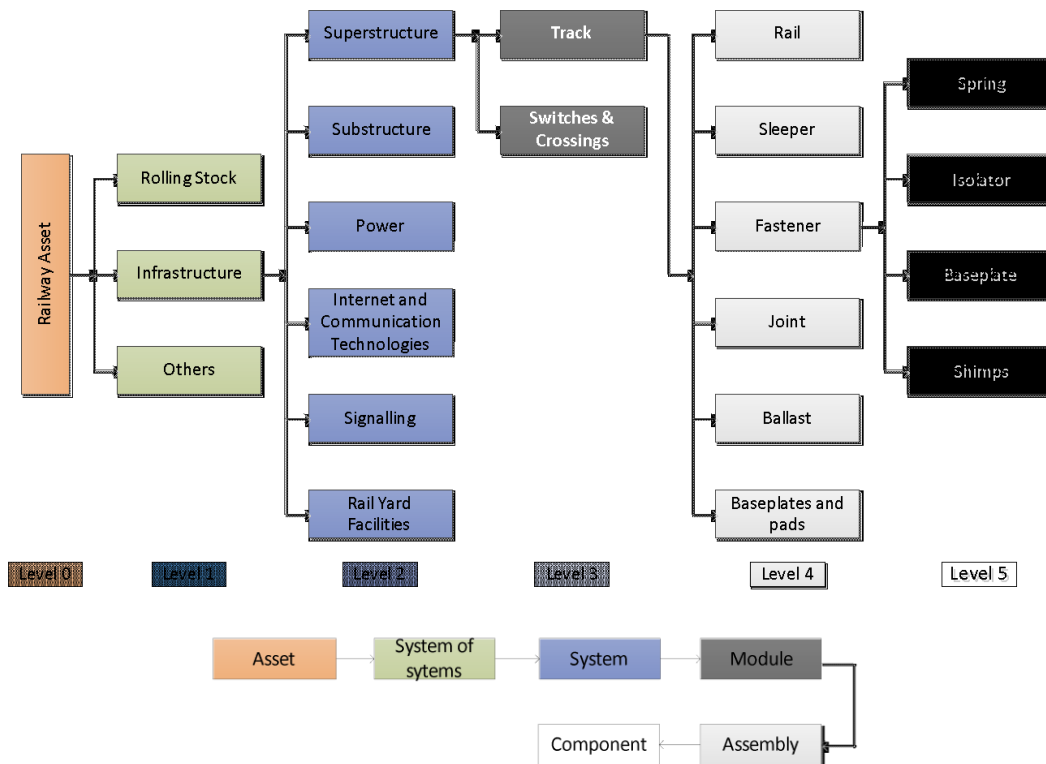 Railway Asset
Rolling Stock
Infrastructure
Others
Superstructure
Substructure
Power
Internet and
Communication
Technologies
Signalling
Rail Yard
Facilities
Track
Switches &
Crossings
Rail
Sleeper
Fastener
Joint
Ballast
Baseplates and
pads
Spring
Isolator
Baseplate
Shimps
Level 0
Level 1
Level 2
Level 3
Level 4
Level 5
Asset
System of
sytems
System
Module
Component
Assembly